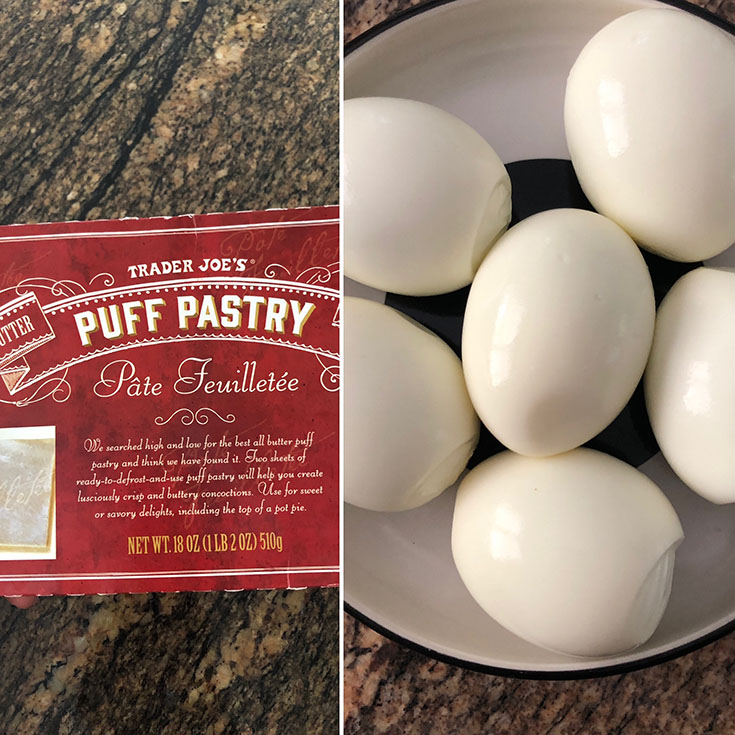 TRADER JOE'S®
UTTER
PUFF PASTRY
Pâte Feuilletée
We searched high and low for the best all butter puff
pastry and think we have found it. Two sheets of
ready-to-defrost-and-use puff pastry will help you create
lusciously crisp and buttery concoctions. Use for sweet
or savory delights, including the top of a pot pie.
NET WT. 18 OZ (1 LB 2 OZ) 510g